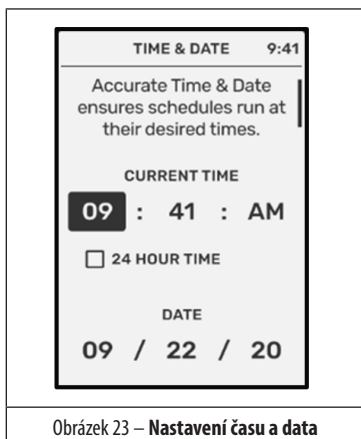 TIME & DATE 9:41
Accurate Time & Date
ensures schedules run at
their desired times.
CURRENT TIME
09 : 41 : AM
24 HOUR TIME
DATE
09 / 22 / 20
Obrázek 23 – Nastavení času a data